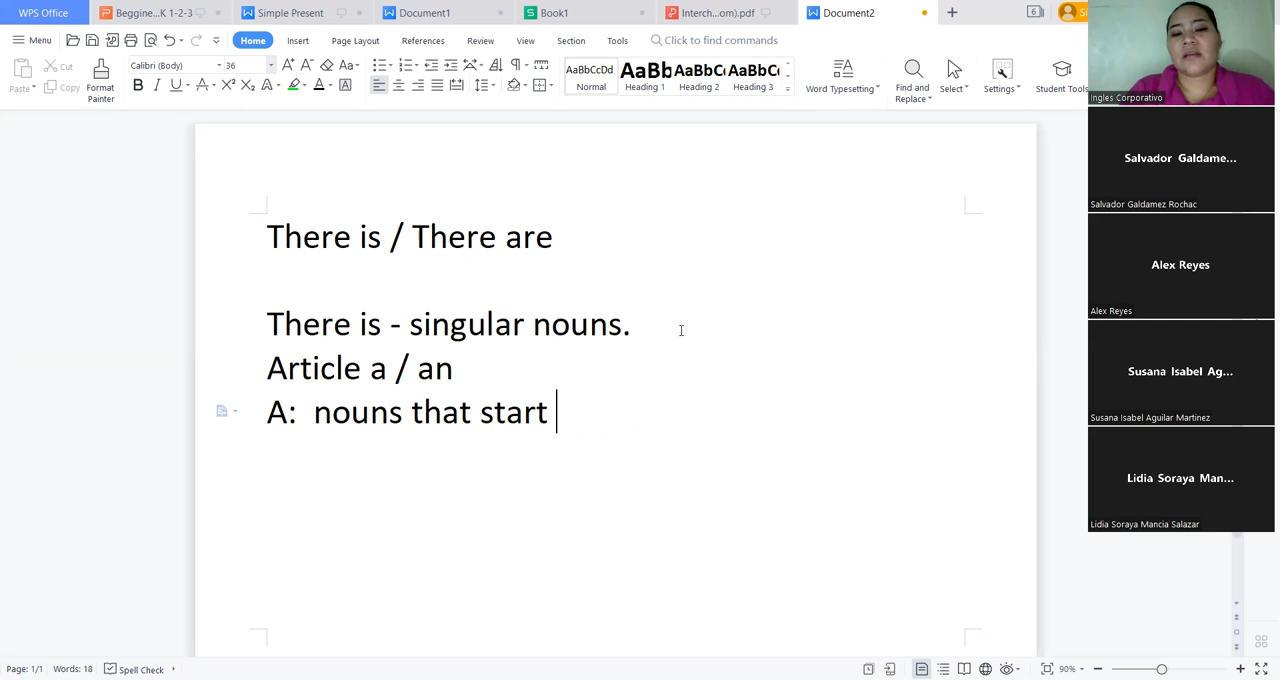 WPS Office
Beggine...K 1-2-3
Simple Present
Document1
Book1
Interch...om).pdf
Document2
Menu
Home
Insert
Page Layout
References
Review
View
Section
Tools
Click to find commands
Paste
Cut
Copy
Format
Painter
Calibri (Body)
36
AaBbCcDd
Normal
AaBb
Heading 1
AaBbC
Heading 2
AaBbC
Heading 3
Word Typesetting
Find and
Replace
Select
Settings
Student Tools
There is / There are
There is - singular nouns.
Article a / an
A:  nouns that start
Ingles Corporativo
Salvador Galdame...
Salvador Galdamez Rochac
Alex Reyes
Alex Reyes
Susana Isabel Ag...
Susana Isabel Aguilar Martinez
Lidia Soraya Man...
Lidia Soraya Mancia Salazar
Page: 1/1
Words: 18
Spell Check
90%